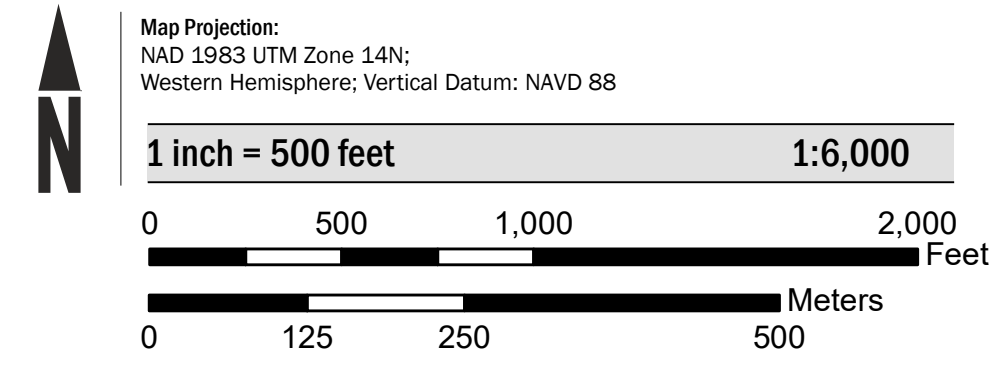 N
Map Projection:
NAD 1983 UTM Zone 14N;
Western Hemisphere; Vertical Datum: NAVD 88
1 inch = 500 feet 1:6,000
0 500 1,000 2,000
Feet
Meters
0 125 250 500